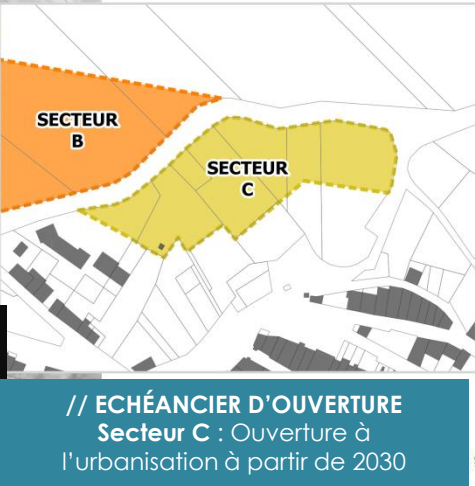 SECTEUR
B
SECTEUR
C
// ECHÉANCIER D’OUVERTURE
Secteur C : Ouverture à
l’urbanisation à partir de 2030